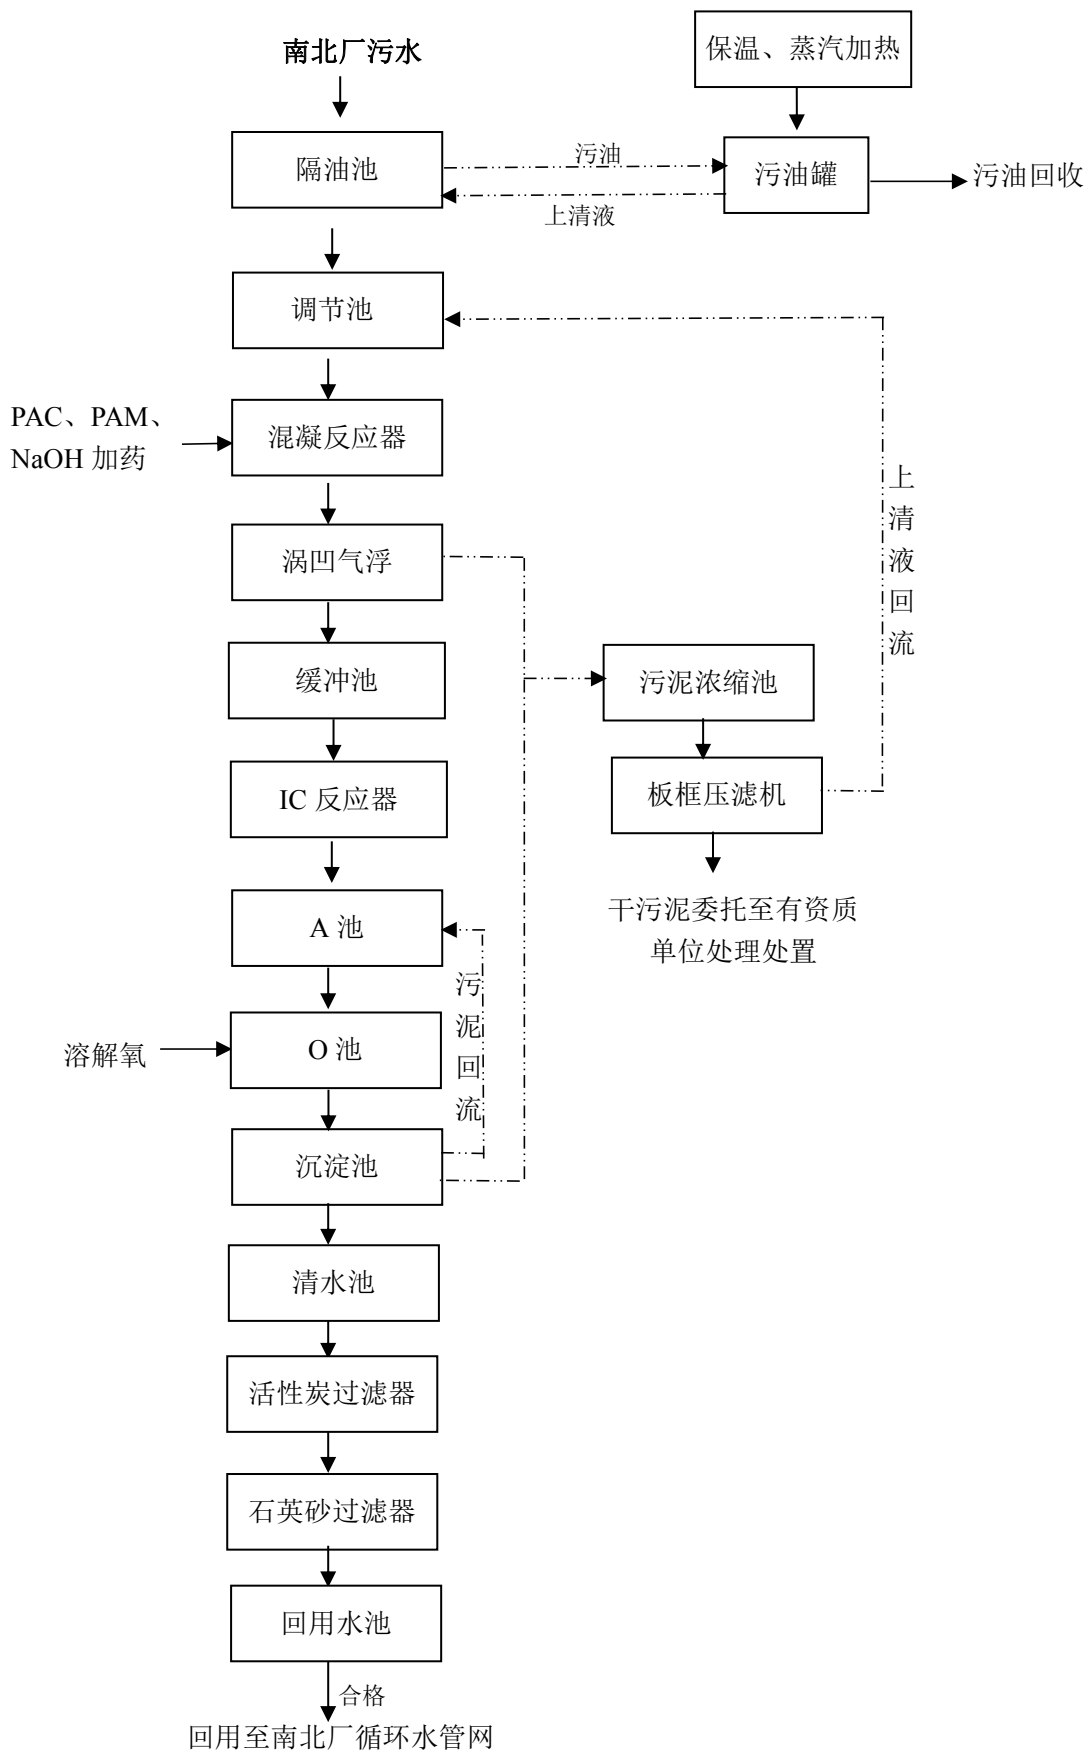 南北厂污水
保温、蒸汽加热
隔油池
污油
上清液
污油罐
污油回收
调节池
PAC、PAM、
NaOH 加药
混凝反应器
涡凹气浮
上清液回流
缓冲池
污泥浓缩池
IC 反应器
板框压滤机
A 池
干污泥委托至有资质
单位处理处置
污泥回流
溶解氧
O 池
沉淀池
清水池
活性炭过滤器
石英砂过滤器
回用水池
合格
回用至南北厂循环水管网